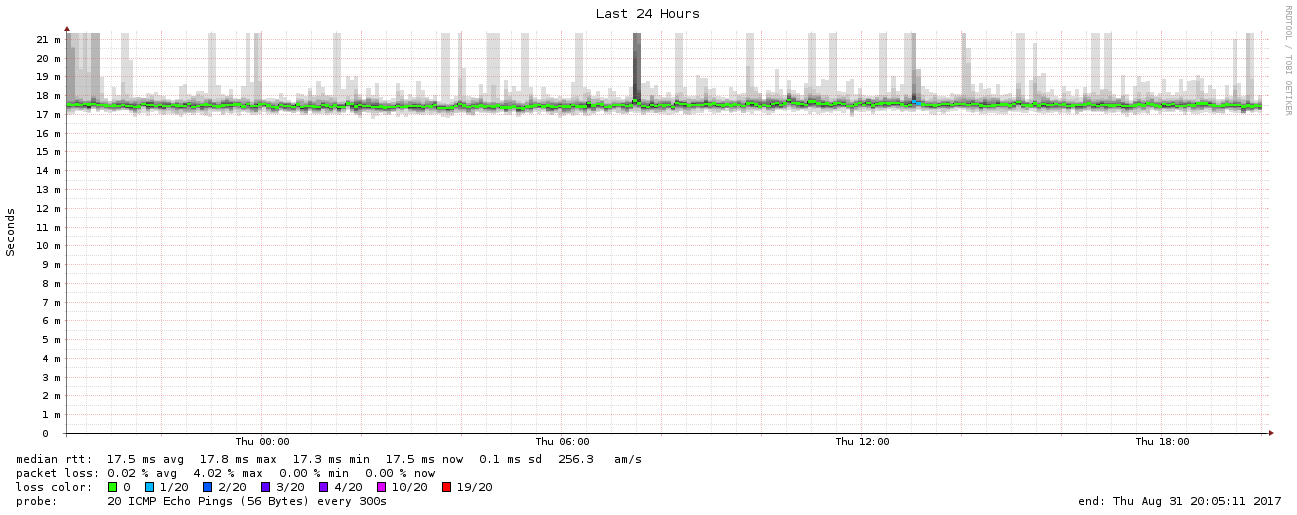 Last 24 Hours
RRDTOOL / TOBI OETIKER
Seconds
21 m
20 m
19 m
18 m
17 m
16 m
15 m
14 m
13 m
12 m
11 m
10 m
9 m
8 m
7 m
6 m
5 m
4 m
3 m
2 m
1 m
0
Thu 00:00 Thu 06:00 Thu 12:00 Thu 18:00
median rtt: 17.5 ms avg 17.8 ms max 17.3 ms min 17.5 ms now 0.1 ms sd 256.3 am/s
packet loss: 0.02 % avg 4.02 % max 0.00 % min 0.00 % now
loss color: 0 1/20 2/20 3/20 4/20 10/20 19/20
probe: 20 ICMP Echo Pings (56 Bytes) every 300s end: Thu Aug 31 20:05:11 2017